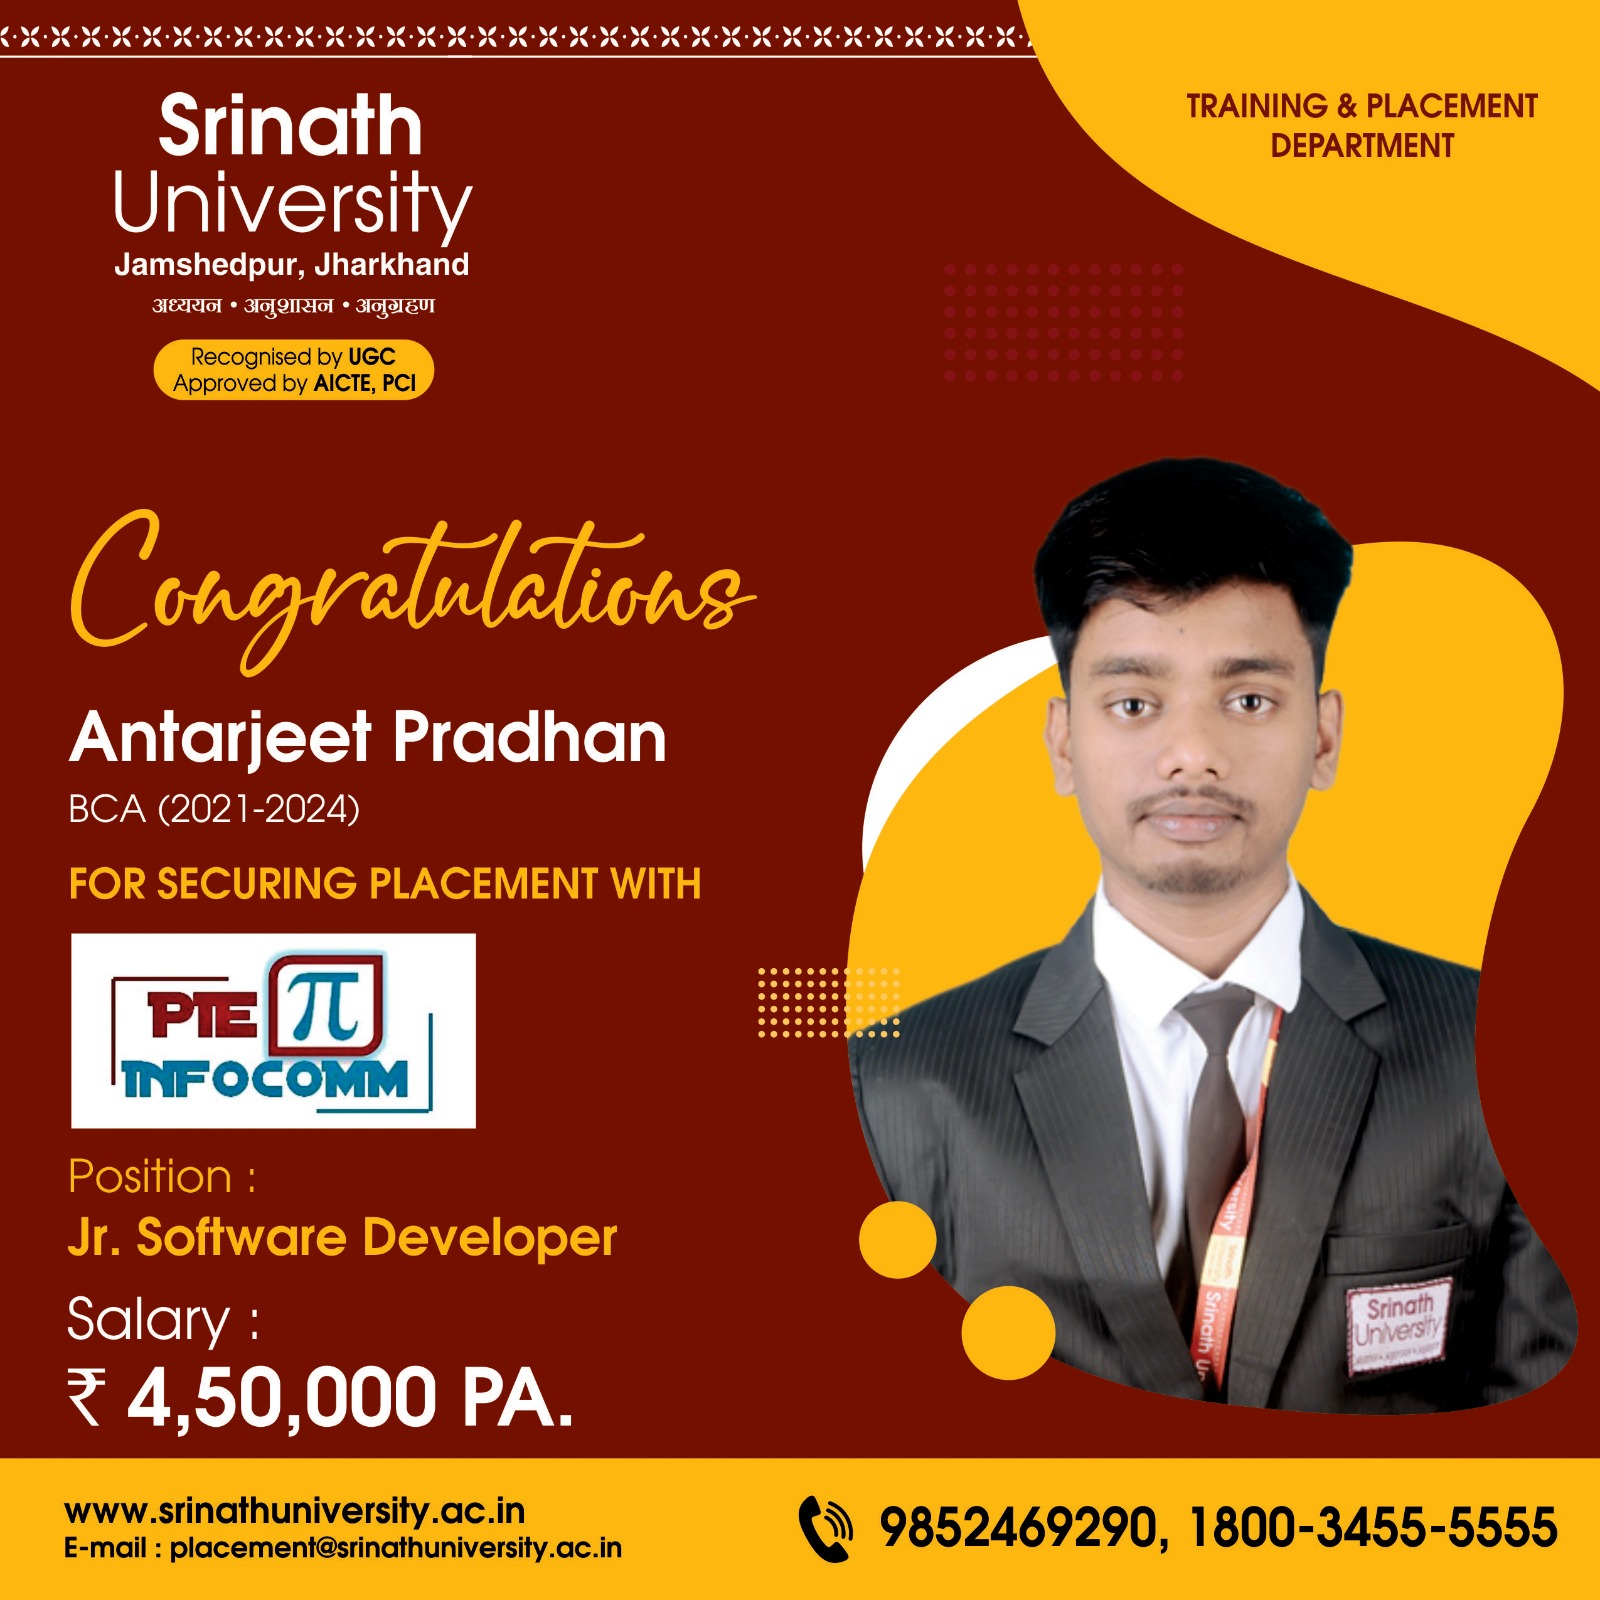 Srinath
University
Jamshedpur, Jharkhand
अध्ययन • अनुशासन • अनुग्रहण
Recognised by UGC
Approved by AICTE, PCI
TRAINING & PLACEMENT
DEPARTMENT
Congratulations
Antarjeet Pradhan
BCA (2021-2024)
FOR SECURING PLACEMENT WITH
PIE π
INFOCOMM
Position :
Jr. Software Developer
Salary :
₹ 4,50,000 PA.
Srinath
Srinath
University
www.srinathuniversity.ac.in
E-mail : placement@srinathuniversity.ac.in
9852469290, 1800-3455-5555